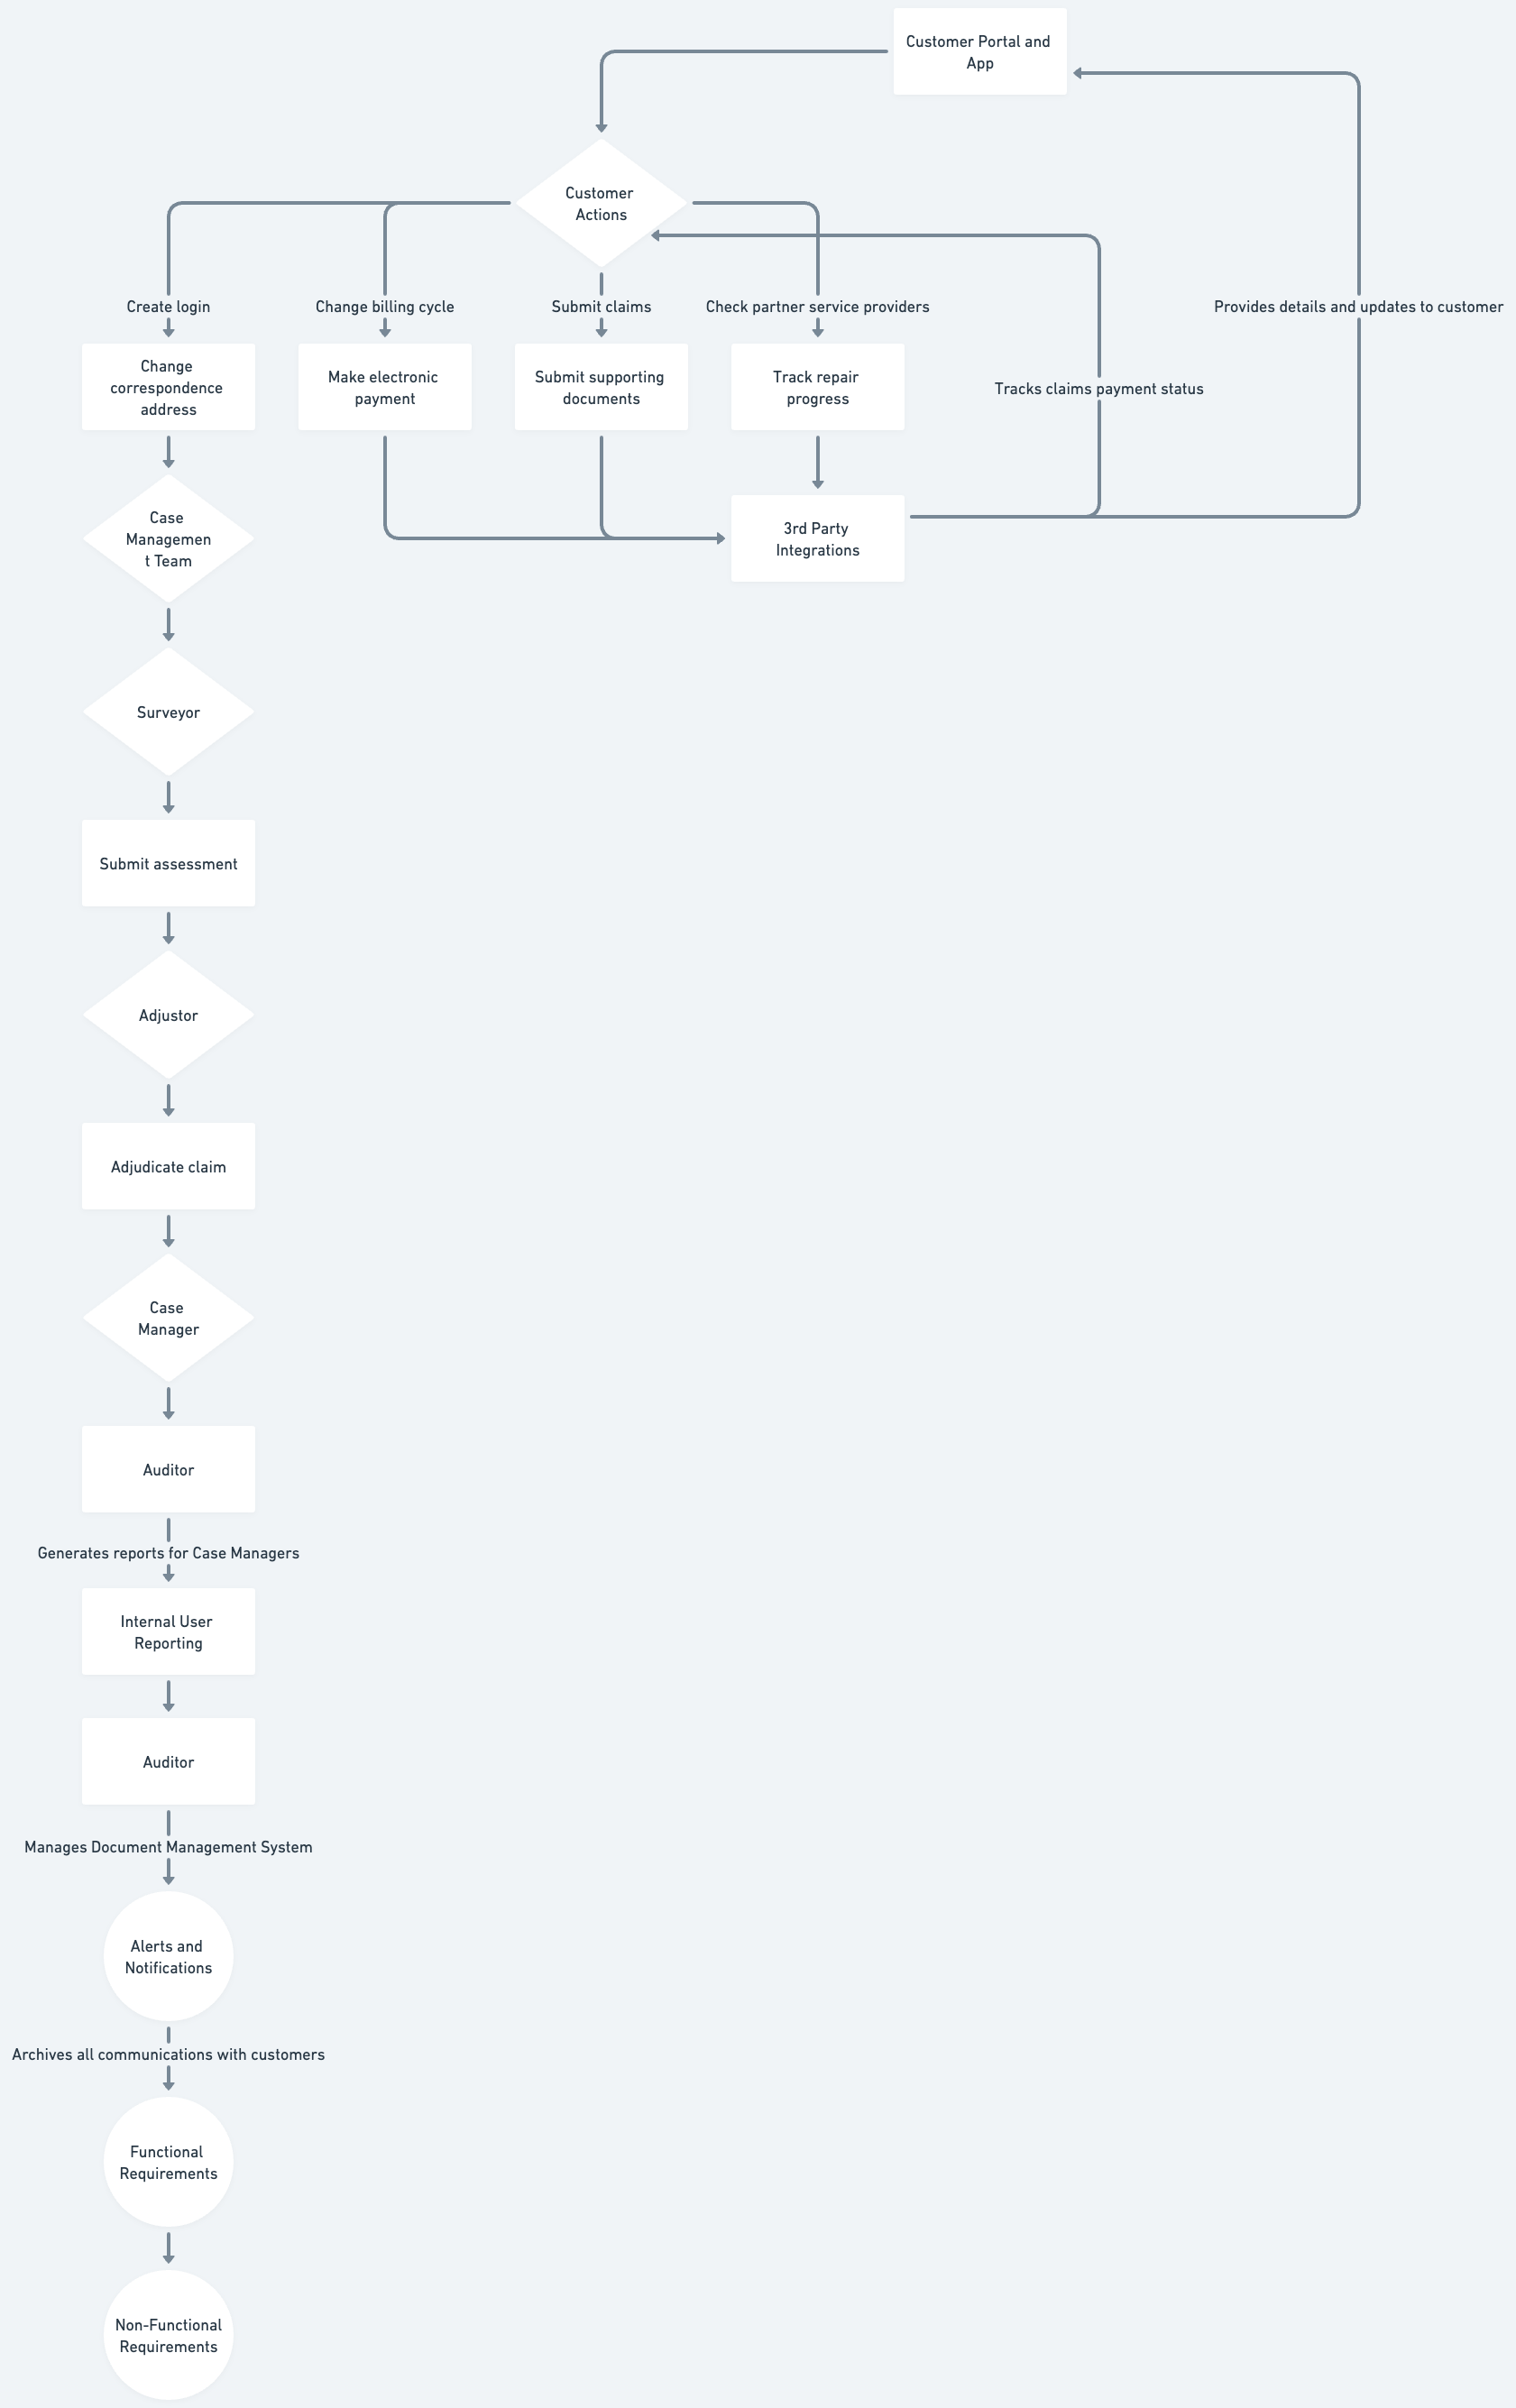 Customer Portal and
App
Customer
Actions
Create login
Change billing cycle
Submit claims
Check partner service providers
Provides details and updates to customer
Change
correspondence
address
Make electronic
payment
Submit supporting
documents
Track repair
progress
Tracks claims payment status
Case
Managemen
t Team
3rd Party
Integrations
Surveyor
Submit assessment
Adjustor
Adjudicate claim
Case
Manager
Auditor
Generates reports for Case Managers
Internal User
Reporting
Auditor
Manages Document Management System
Alerts and
Notifications
Archives all communications with customers
Functional
Requirements
Non-Functional
Requirements